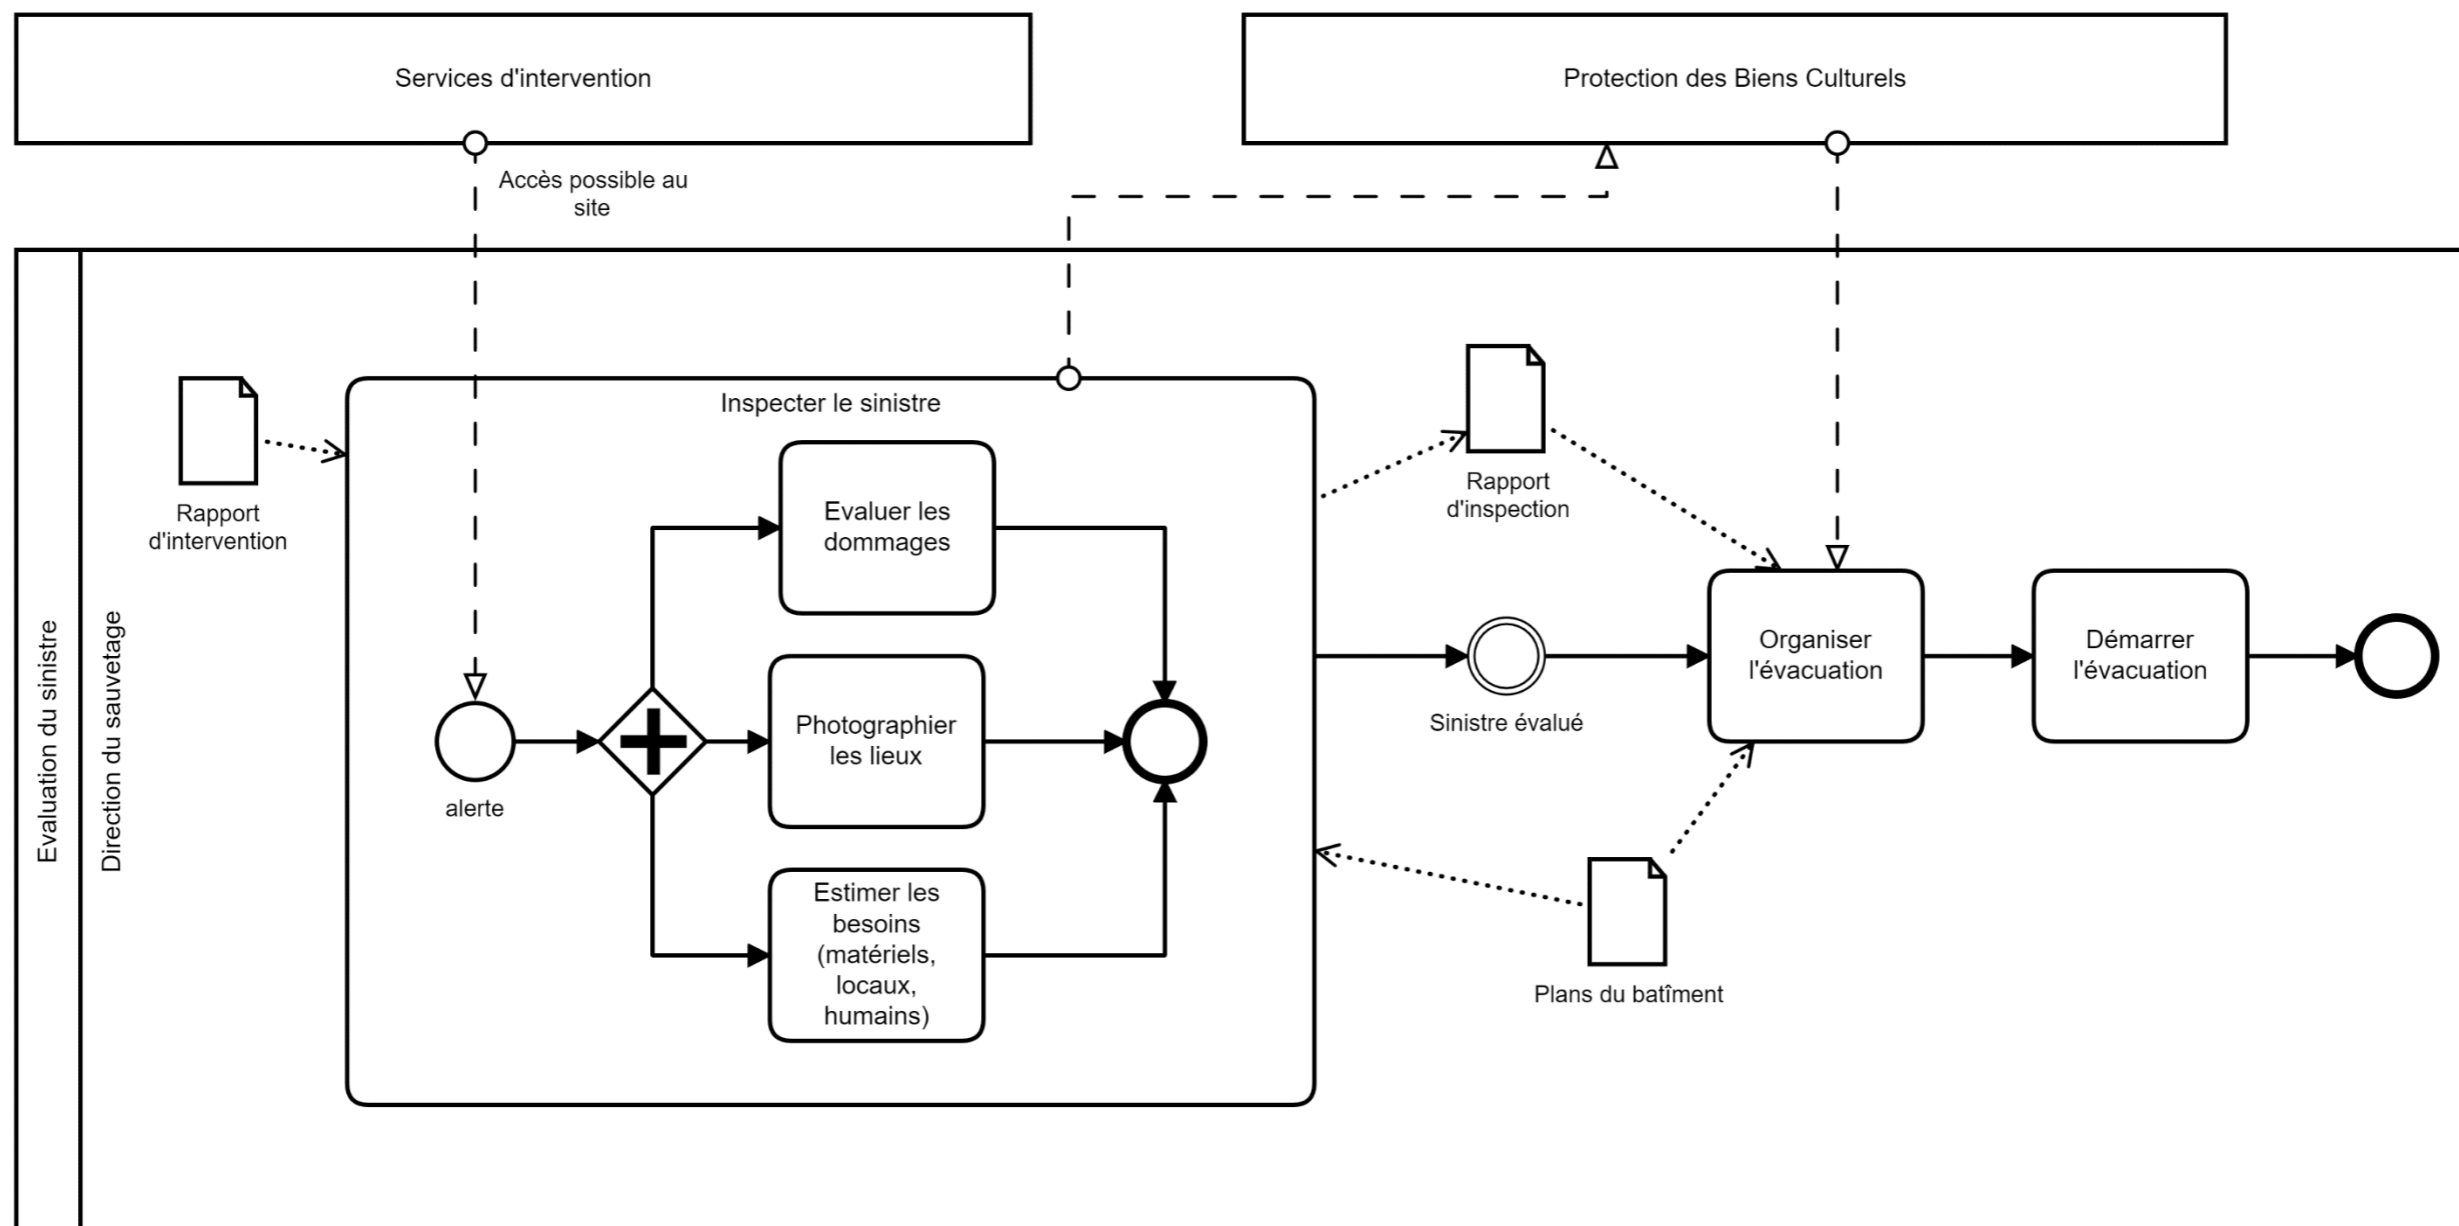 Services d'intervention
Protection des Biens Culturels
Accès possible au
site
Evaluation du sinistre
Direction du sauvetage
Rapport
d'intervention
Inspecter le sinistre
alerte
Evaluer les
dommages
Photographier
les lieux
Estimer les
besoins
(matériels,
locaux,
humains)
Rapport
d'inspection
Sinistre évalué
Organiser
l'évacuation
Démarrer
l'évacuation
Plans du batîment